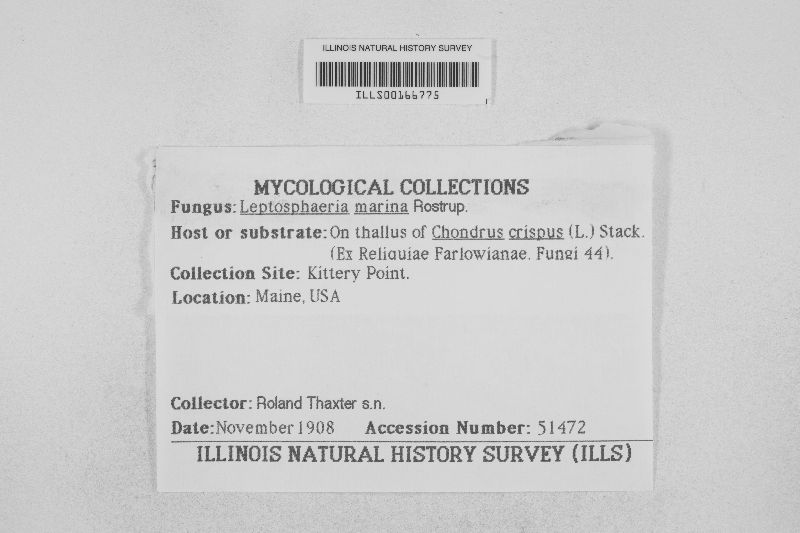 ILLINOIS NATURAL HISTORY SURVEY
ILLS00166775
MYCOLOGICAL COLLECTIONS
Fungus: Leptosphaeria marina Rostrup.
Host or substrate: On thallus of Chondrus crispus (L.) Stack.
(Ex Reliquiae Farlowianae. Fungi 44).
Collection Site: Kittery Point.
Location: Maine, USA
Collector: Roland Thaxter s.n.
Date: November 1908 Accession Number: 51472
ILLINOIS NATURAL HISTORY SURVEY (ILLS)